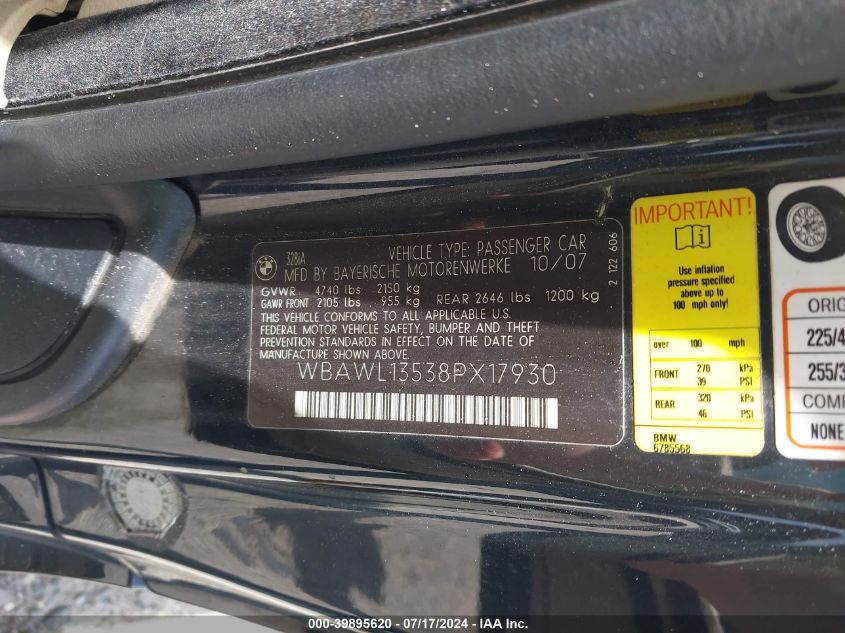 BMW
328iA
VEHICLE TYPE: PASSENGER CAR
MFD BY BAYERISCHE MOTORENWERKE 10/07
GVWR 4740 lbs 2150 kg
GAWR FRONT 2105 lbs 955 kg REAR 2646 lbs 1200 kg
THIS VEHICLE CONFORMS TO ALL APPLICABLE U.S.
FEDERAL MOTOR VEHICLE SAFETY, BUMPER AND THEFT
PREVENTION STANDARDS IN EFFECT ON THE DATE OF
MANUFACTURE SHOWN ABOVE.
WBAWL13538PX17930
2 122 606
IMPORTANT!
Use inflation
pressure specified
above up to
100 mph only!
over 100 mph
FRONT 270 kPa
39 PSI
REAR 320 kPa
46 PSI
BMW
6785568
ORIG
225/4
255/3
COMP
NONE
000-39895620 - 07/17/2024 - IAA Inc.